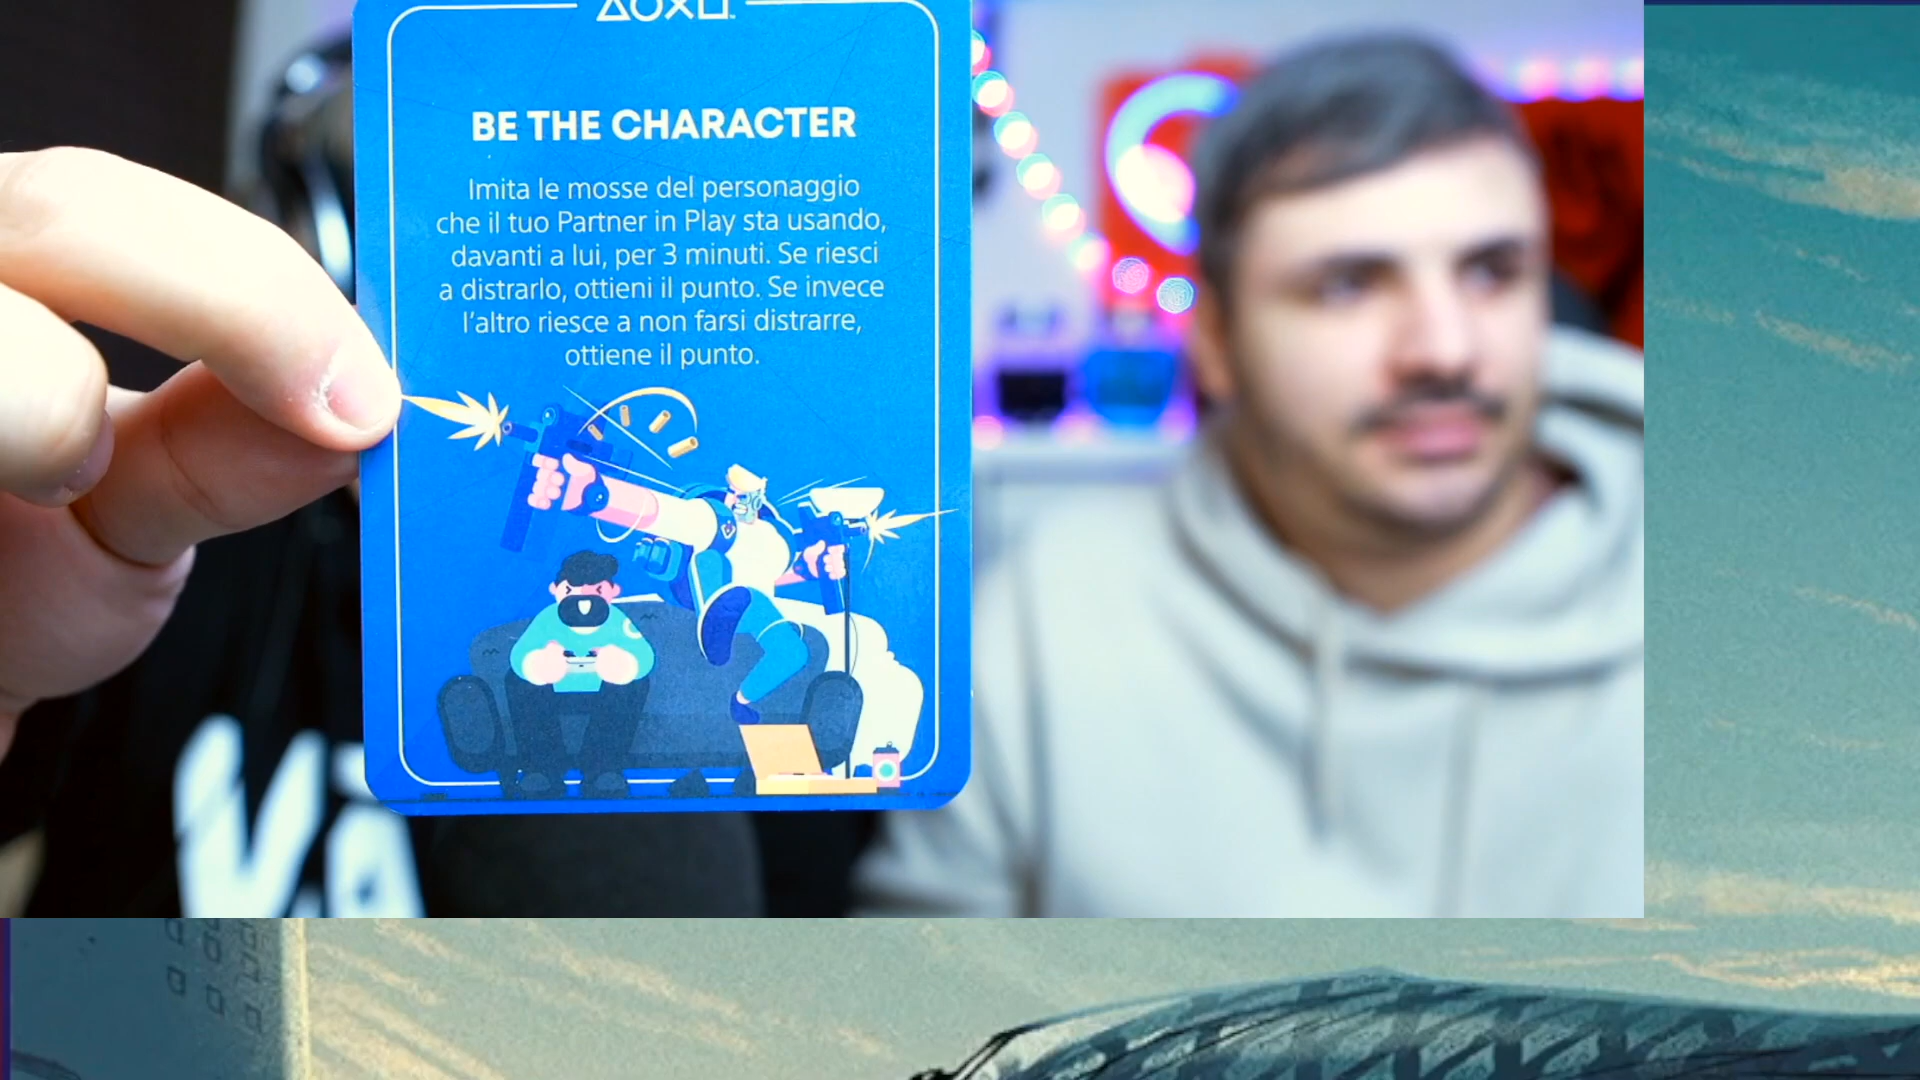 BE THE CHARACTER
Imita le mosse del personaggio
che il tuo Partner in Play sta usando,
davanti a lui, per 3 minuti. Se riesci
a distrarlo, ottieni il punto. Se invece
l'altro riesce a non farsi distrarre,
ottiene il punto.